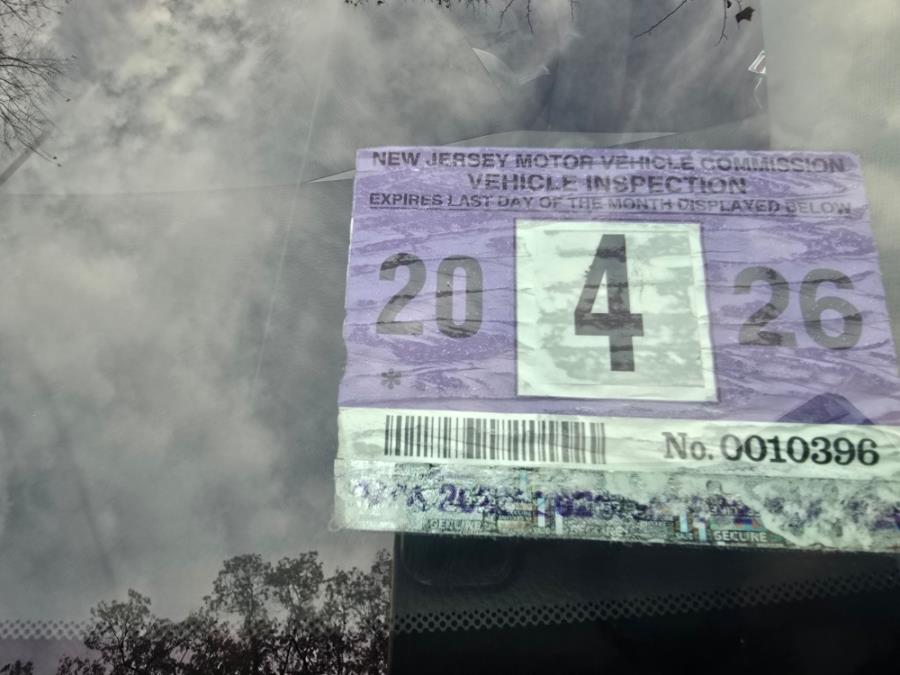 NEW JERSEY MOTOR VEHICLE COMMISSION
VEHICLE INSPECTION
EXPIRES LAST DAY OF THE MONTH DISPLAYED BELOW
20 4 26
*
No. 0010396
GENUINE SECURE